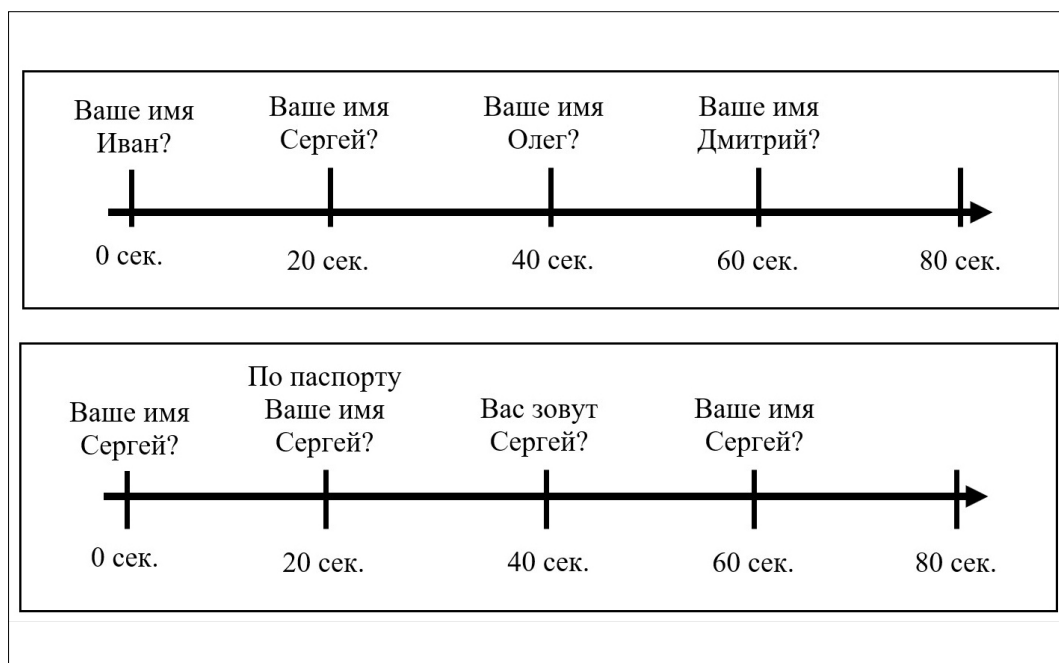 Ваше имя
Иван?
Ваше имя
Сергей?
Ваше имя
Олег?
Ваше имя
Дмитрий?
0 сек.
20 сек.
40 сек.
60 сек.
80 сек.
Ваше имя
Сергей?
По паспорту
Ваше имя
Сергей?
Вас зовут
Сергей?
Ваше имя
Сергей?
0 сек.
20 сек.
40 сек.
60 сек.
80 сек.